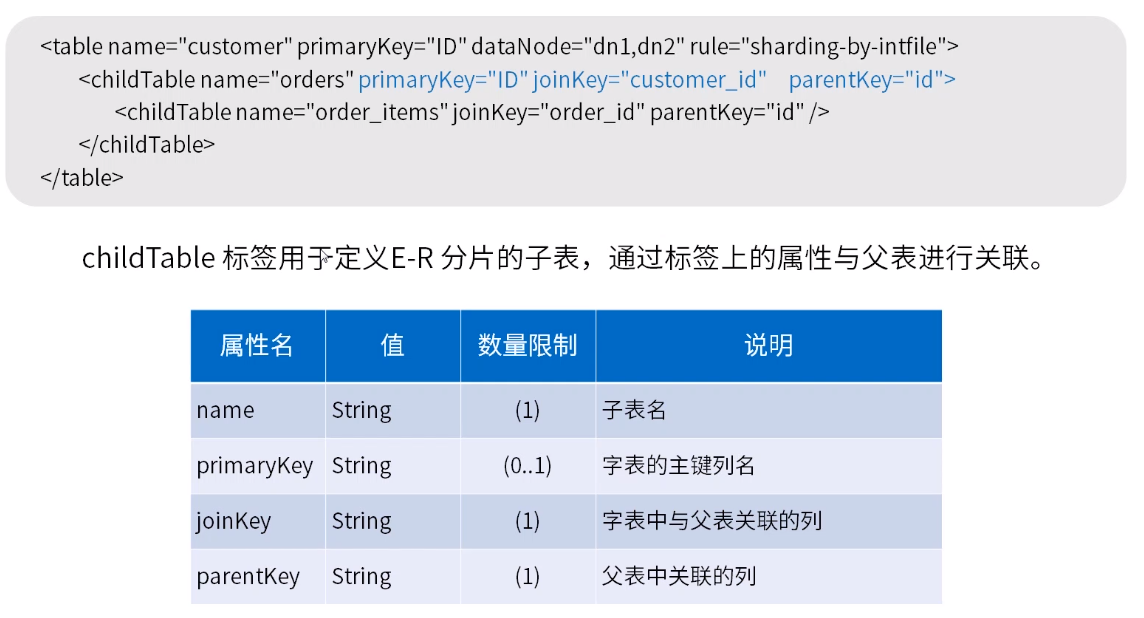 <table name="customer" primaryKey="ID" dataNode="dn1,dn2" rule="sharding-by-intfile">
<childTable name="orders" primaryKey="ID" joinKey="customer_id" parentKey="id">
<childTable name="order_items" joinKey="order_id" parentKey="id" />
</childTable>
</table>
childTable 标签用于定义E-R 分片的子表，通过标签上的属性与父表进行关联。
属性名 值 数量限制 说明
name String (1) 子表名
primaryKey String (0..1) 字表的主键列名
joinKey String (1) 字表中与父表关联的列
parentKey String (1) 父表中关联的列